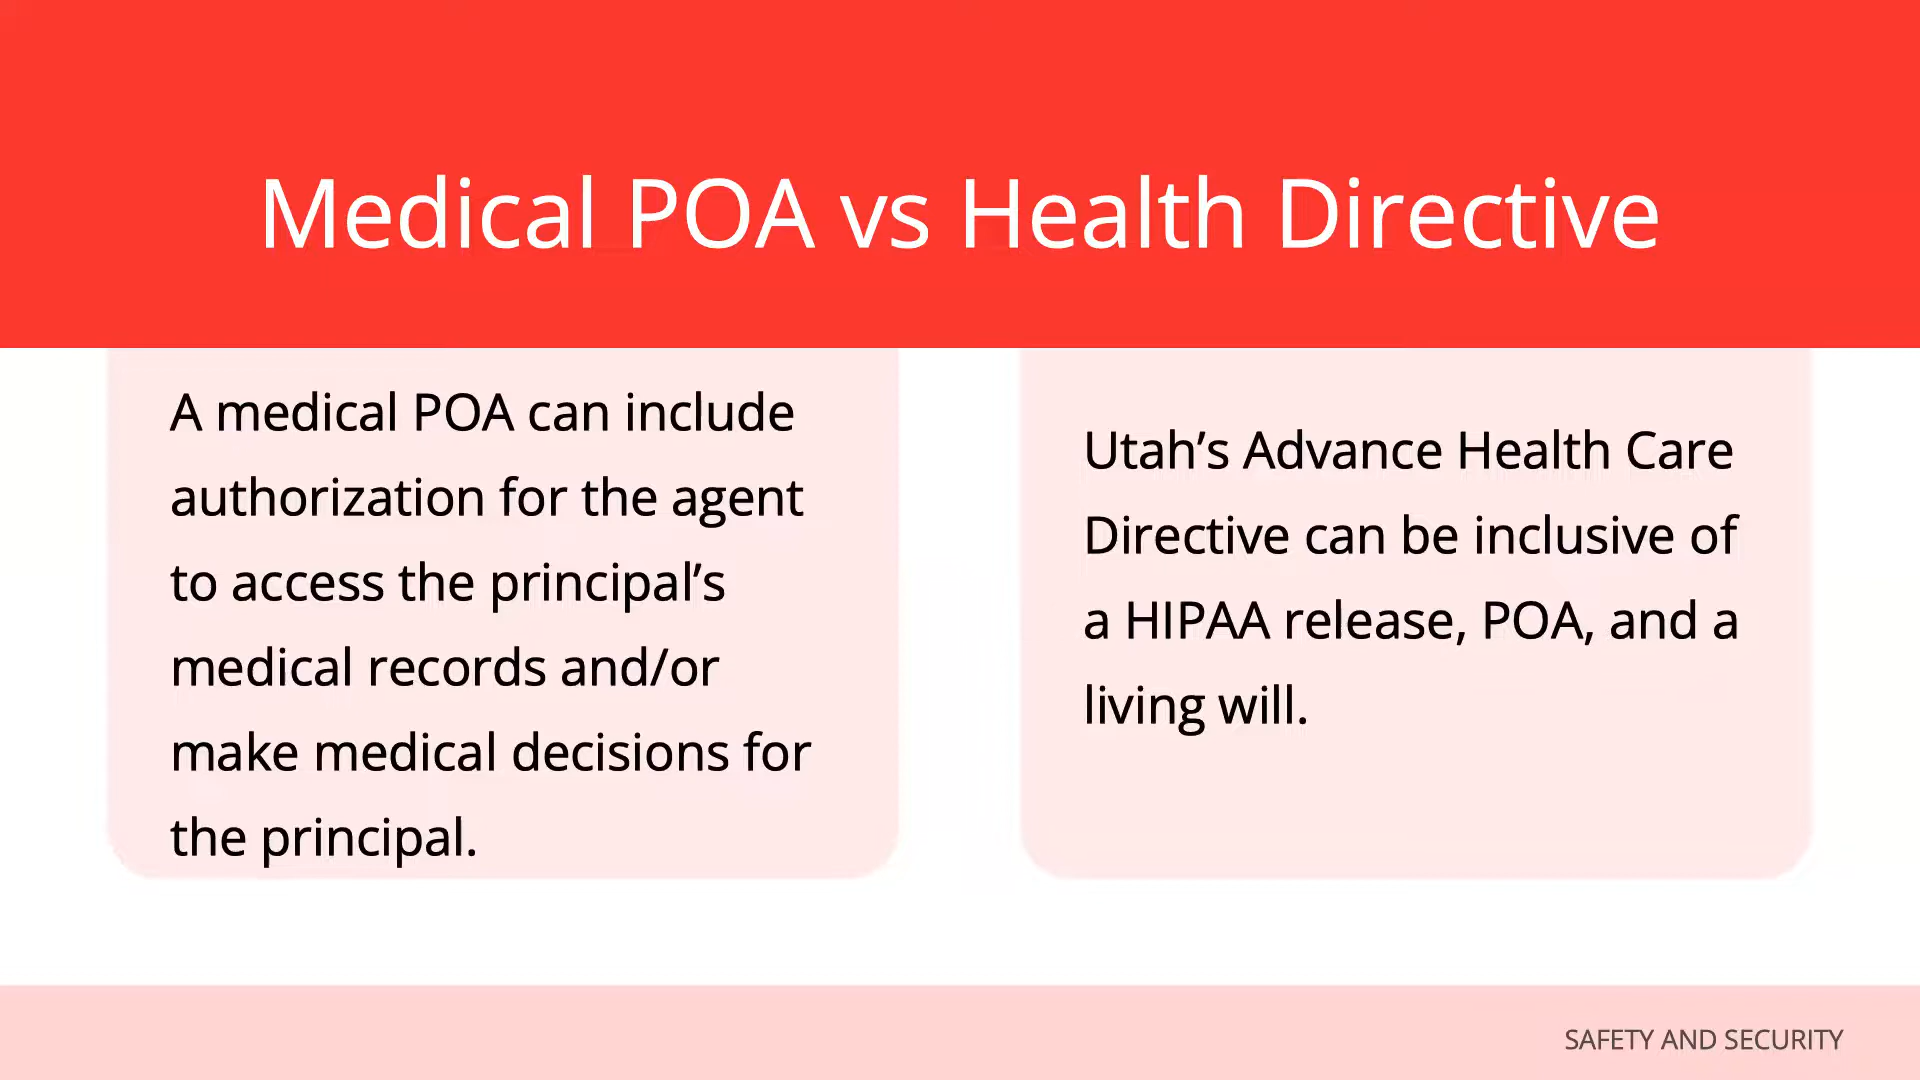 Medical POA vs Health Directive
A medical POA can include
authorization for the agent
to access the principal’s
medical records and/or
make medical decisions for
the principal.
Utah’s Advance Health Care
Directive can be inclusive of
a HIPAA release, POA, and a
living will.
SAFETY AND SECURITY